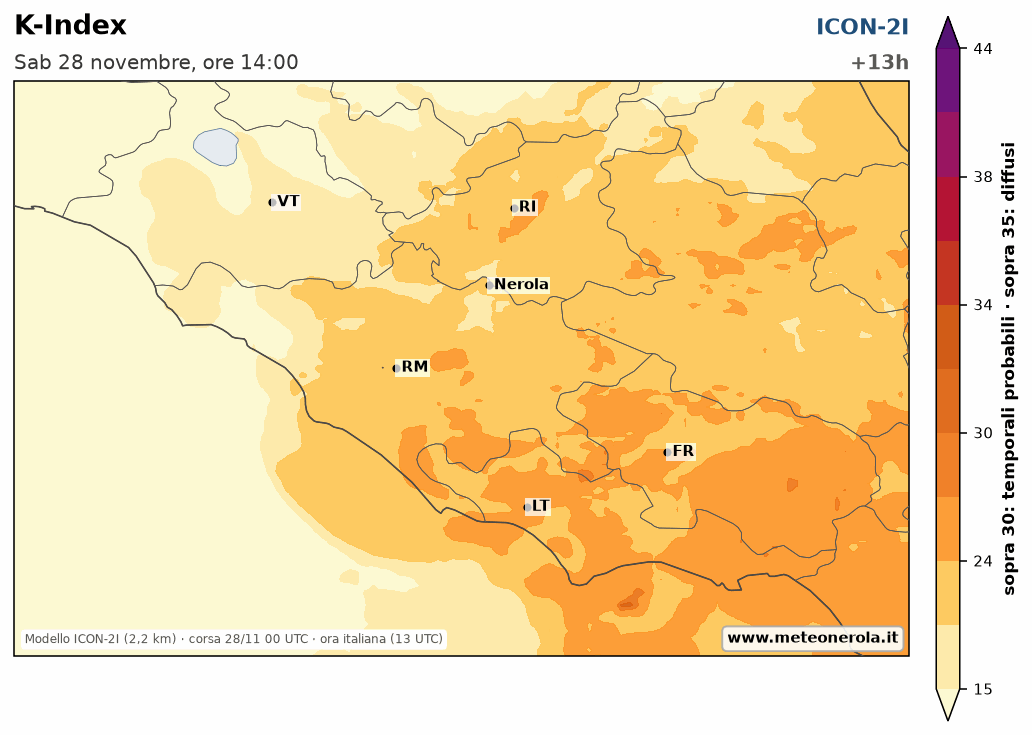 K-Index
ICON-2I
Sab 28 novembre, ore 14:00
+13h
VT
RI
Nerola
RM
FR
LT
Modello ICON-2I (2,2 km) · corsa 28/11 00 UTC · ora italiana (13 UTC)
www.meteonerola.it
44
38
34
30
24
15
sopra 30: temporali probabili · sopra 35: diffusi